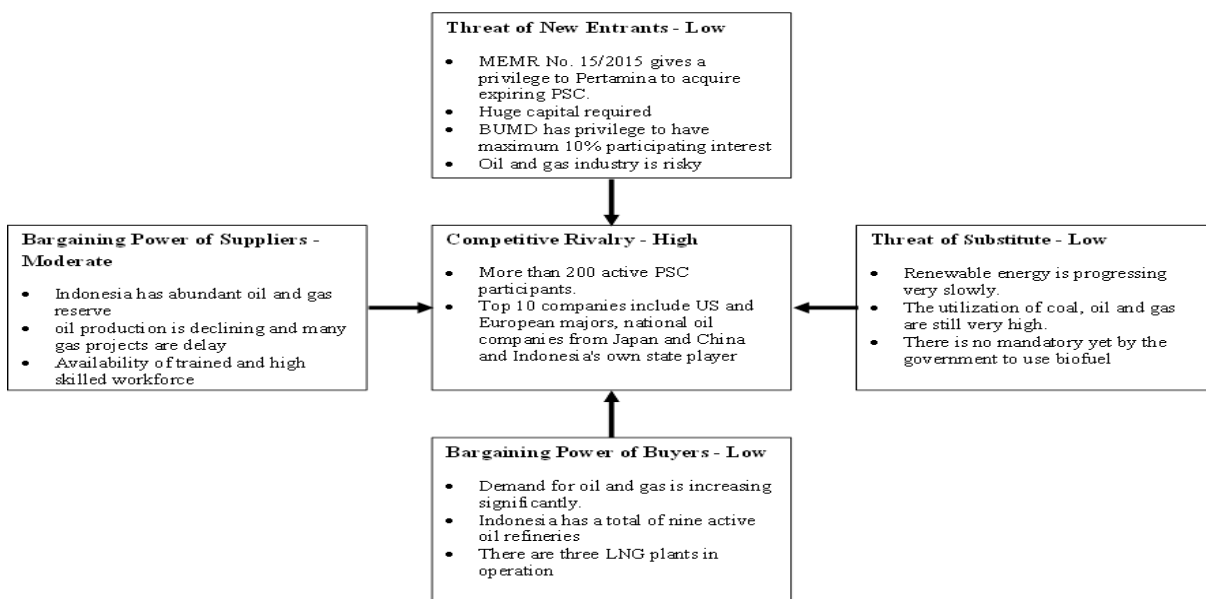 Threat of New Entrants - Low
• MEMR No. 15/2015 gives a
privilege to Pertamina to acquire
expiring PSC.
• Huge capital required
• BUMD has privilege to have
maximum 10% participating interest
• Oil and gas industry is risky
Bargaining Power of Suppliers -
Moderate
• Indonesia has abundant oil and gas
reserve
• oil production is declining and many
gas projects are delay
• Availability of trained and high
skilled workforce
Competitive Rivalry - High
• More than 200 active PSC
participants.
• Top 10 companies include US and
European majors, national oil
companies from Japan and China
and Indonesia's own state player
Threat of Substitute - Low
• Renewable energy is progressing
very slowly.
• The utilization of coal, oil and gas
are still very high.
• There is no mandatory yet by the
government to use biofuel
Bargaining Power of Buyers - Low
• Demand for oil and gas is increasing
significantly.
• Indonesia has a total of nine active
oil refineries
• There are three LNG plants in
operation